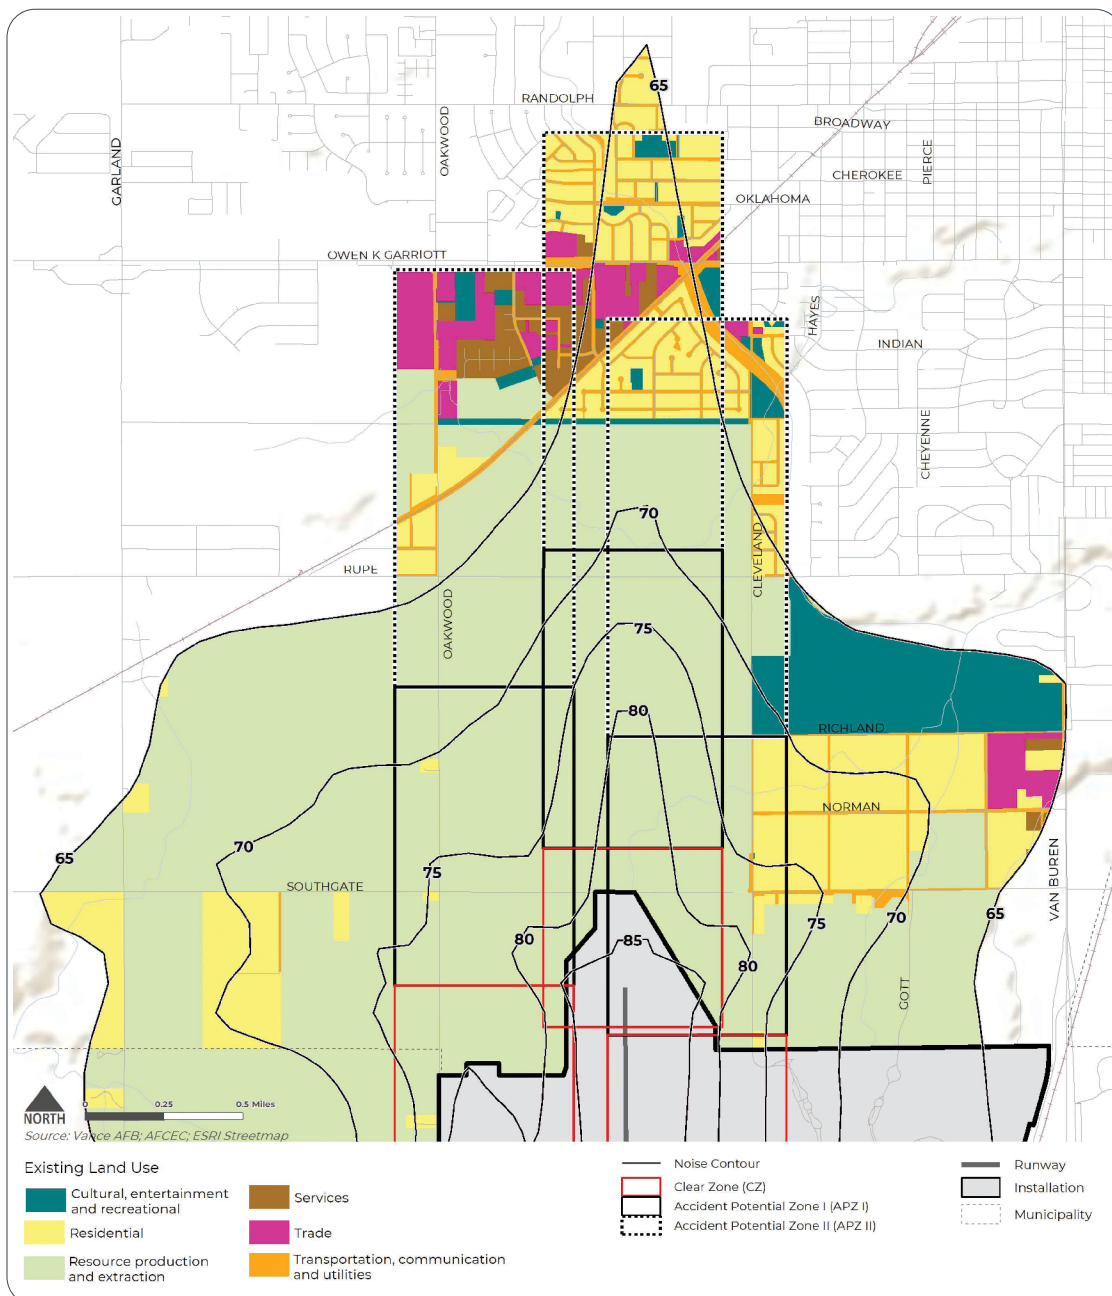 65
RANDOLPH
BROADWAY
GARLAND
OAKWOOD
PIERCE
CHEROKEE
OKLAHOMA
OWEN K GARRIOTT
HAYES
INDIAN
CHEYENNE
70
CLEVELAND
RUPE
OAKWOOD
75
80
RICHLAND
NORMAN
65
70
75
SOUTHGATE
VAN BUREN
70
65
75
80
85
80
GOTT
NORTH
0 0.25 0.5 Miles
Source: Vance AFB; AFCEC; ESRI Streetmap
Existing Land Use
Cultural, entertainment
and recreational
Residential
Resource production
and extraction
Services
Trade
Transportation, communication
and utilities
Noise Contour
Clear Zone (CZ)
Accident Potential Zone I (APZ I)
Accident Potential Zone II (APZ II)
Runway
Installation
Municipality